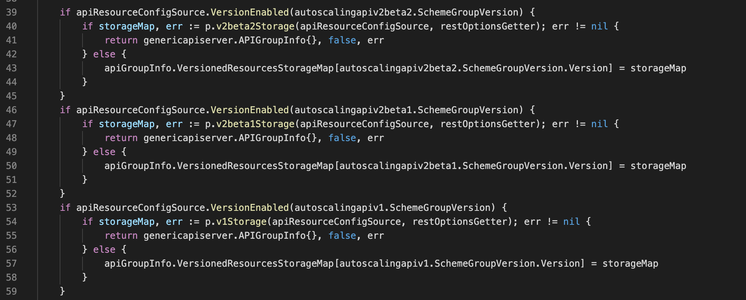 39 if apiResourceConfigSource.VersionEnabled(autoscalingapiv2beta2.SchemeGroupVersion) {
40 if storageMap, err := p.v2beta2Storage(apiResourceConfigSource, restOptionsGetter); err != nil {
41 return genericapiserver.APIGroupInfo{}, false, err
42 } else {
43 apiGroupInfo.VersionedResourcesStorageMap[autoscalingapiv2beta2.SchemeGroupVersion.Version] = storageMap
44 }
45 }
46 if apiResourceConfigSource.VersionEnabled(autoscalingapiv2beta1.SchemeGroupVersion) {
47 if storageMap, err := p.v2beta1Storage(apiResourceConfigSource, restOptionsGetter); err != nil {
48 return genericapiserver.APIGroupInfo{}, false, err
49 } else {
50 apiGroupInfo.VersionedResourcesStorageMap[autoscalingapiv2beta1.SchemeGroupVersion.Version] = storageMap
51 }
52 }
53 if apiResourceConfigSource.VersionEnabled(autoscalingapiv1.SchemeGroupVersion) {
54 if storageMap, err := p.v1Storage(apiResourceConfigSource, restOptionsGetter); err != nil {
55 return genericapiserver.APIGroupInfo{}, false, err
56 } else {
57 apiGroupInfo.VersionedResourcesStorageMap[autoscalingapiv1.SchemeGroupVersion.Version] = storageMap
58 }
59 }